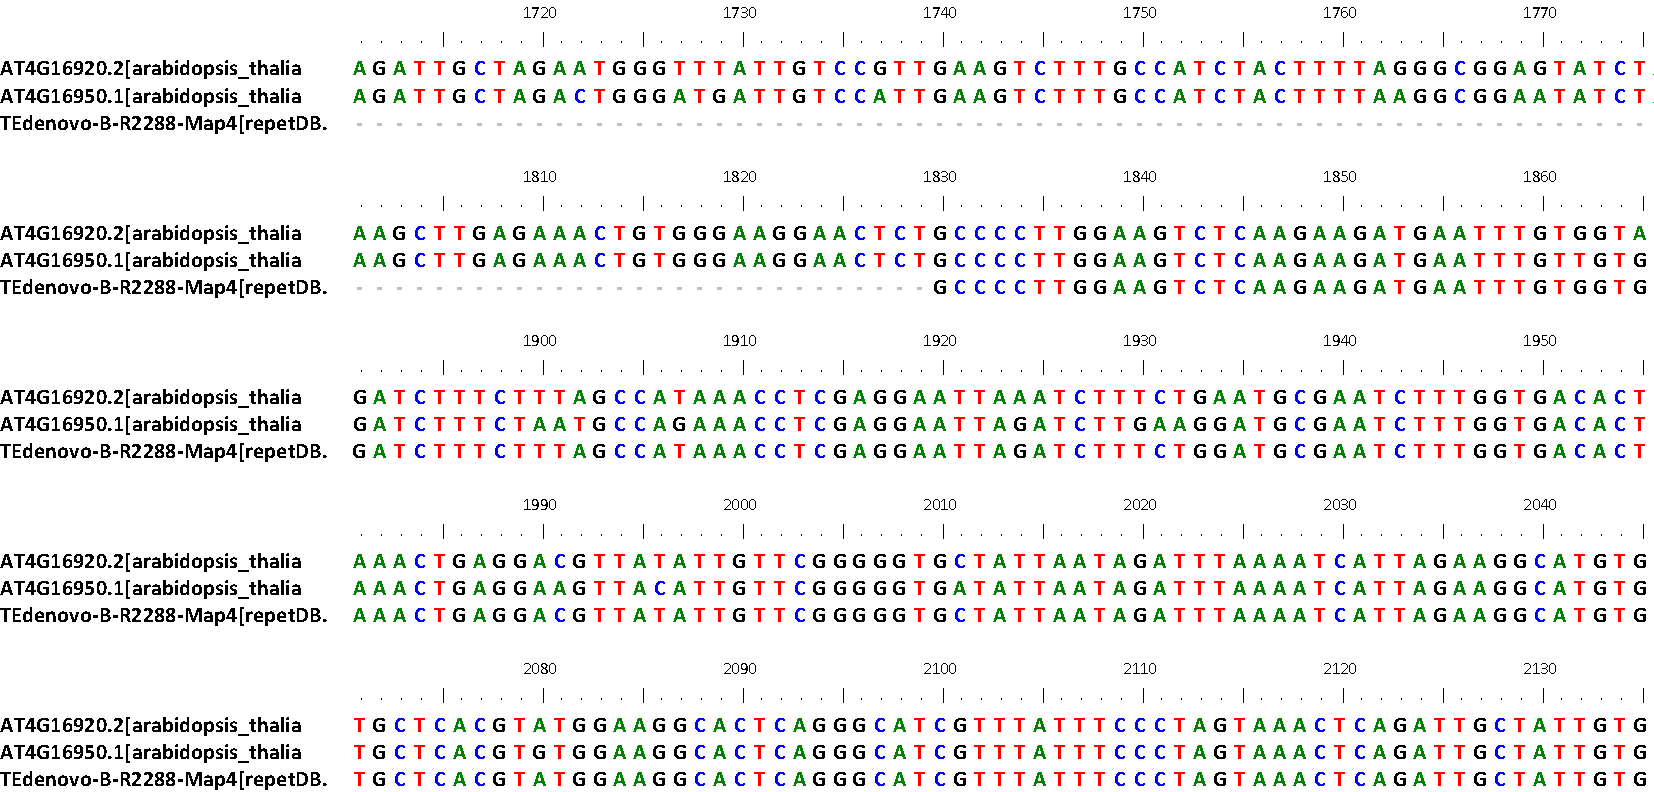 1720 1730 1740 1750 1760 1770
AT4G16920.2[arabidopsis_thalia AGATTGCTAGAATGGGTTTATTGTCCGTTGAAGTCTTTGCCATCTACTTTTAGGGCGGAGTATCT
AT4G16950.1[arabidopsis_thalia AGATTGCTAGACTGGGATGATTGTCCATTGAAGTCTTTGCCATCTACTTTTAAGGCGGAATATCT
TEdenovo-B-R2288-Map4[repetDB. -----------------------------------------------------------------
1810 1820 1830 1840 1850 1860
AT4G16920.2[arabidopsis_thalia AAGCTTGAGAAACTGTGGGAAGGAACTCTGCCCCTTGGAAGTCTCAAGAAGATGAATTTGTGGTA
AT4G16950.1[arabidopsis_thalia AAGCTTGAGAAACTGTGGGAAGGAACTCTGCCCCTTGGAAGTCTCAAGAAGATGAATTTGTTGTG
TEdenovo-B-R2288-Map4[repetDB. -----------------------------GCCCCTTGGAAGTCTCAAGAAGATGAATTTGTGGTG
1900 1910 1920 1930 1940 1950
AT4G16920.2[arabidopsis_thalia GATCTTTCTTTAGCCATAAACCTCGAGGAATTAAATCTTTCTGAATGCGAATCTTTGGTGACACT
AT4G16950.1[arabidopsis_thalia GATCTTTCTAATGCCAGAAACCTCGAGGAATTAGATCTTGAAGGATGCGAATCTTTGGTGACACT
TEdenovo-B-R2288-Map4[repetDB. GATCTTTCTTTAGCCATAAACCTCGAGGAATTAGATCTTTCTGGATGCGAATCTTTGGTGACACT
1990 2000 2010 2020 2030 2040
AT4G16920.2[arabidopsis_thalia AAACTGAGGACGTTATATTGTTCGGGGGTGCTATTAATAGATTTAAAATCATTAGAAGGCATGTG
AT4G16950.1[arabidopsis_thalia AAACTGAGGAAGTTACATTGTTCGGGGGTGATATTAATAGATTTAAAATCATTAGAAGGCATGTG
TEdenovo-B-R2288-Map4[repetDB. AAACTGAGGACGTTATATTGTTCGGGGGTGCTATTAATAGATTTAAAATCATTAGAAGGCATGTG
2080 2090 2100 2110 2120 2130
AT4G16920.2[arabidopsis_thalia TGCTCACGTATGGAAGGCACTCAGGGCATCGTTTATTTCCCTAGTAAACTCAGATTGCTATTGTG
AT4G16950.1[arabidopsis_thalia TGCTCACGTGTGGAAGGCACTCAGGGCATCGTTTATTTCCCTAGTAAACTCAGATTGCTATTGTG
TEdenovo-B-R2288-Map4[repetDB. TGCTCACGTATGGAAGGCACTCAGGGCATCGTTTATTTCCCTAGTAAACTCAGATTGCTATTGTG